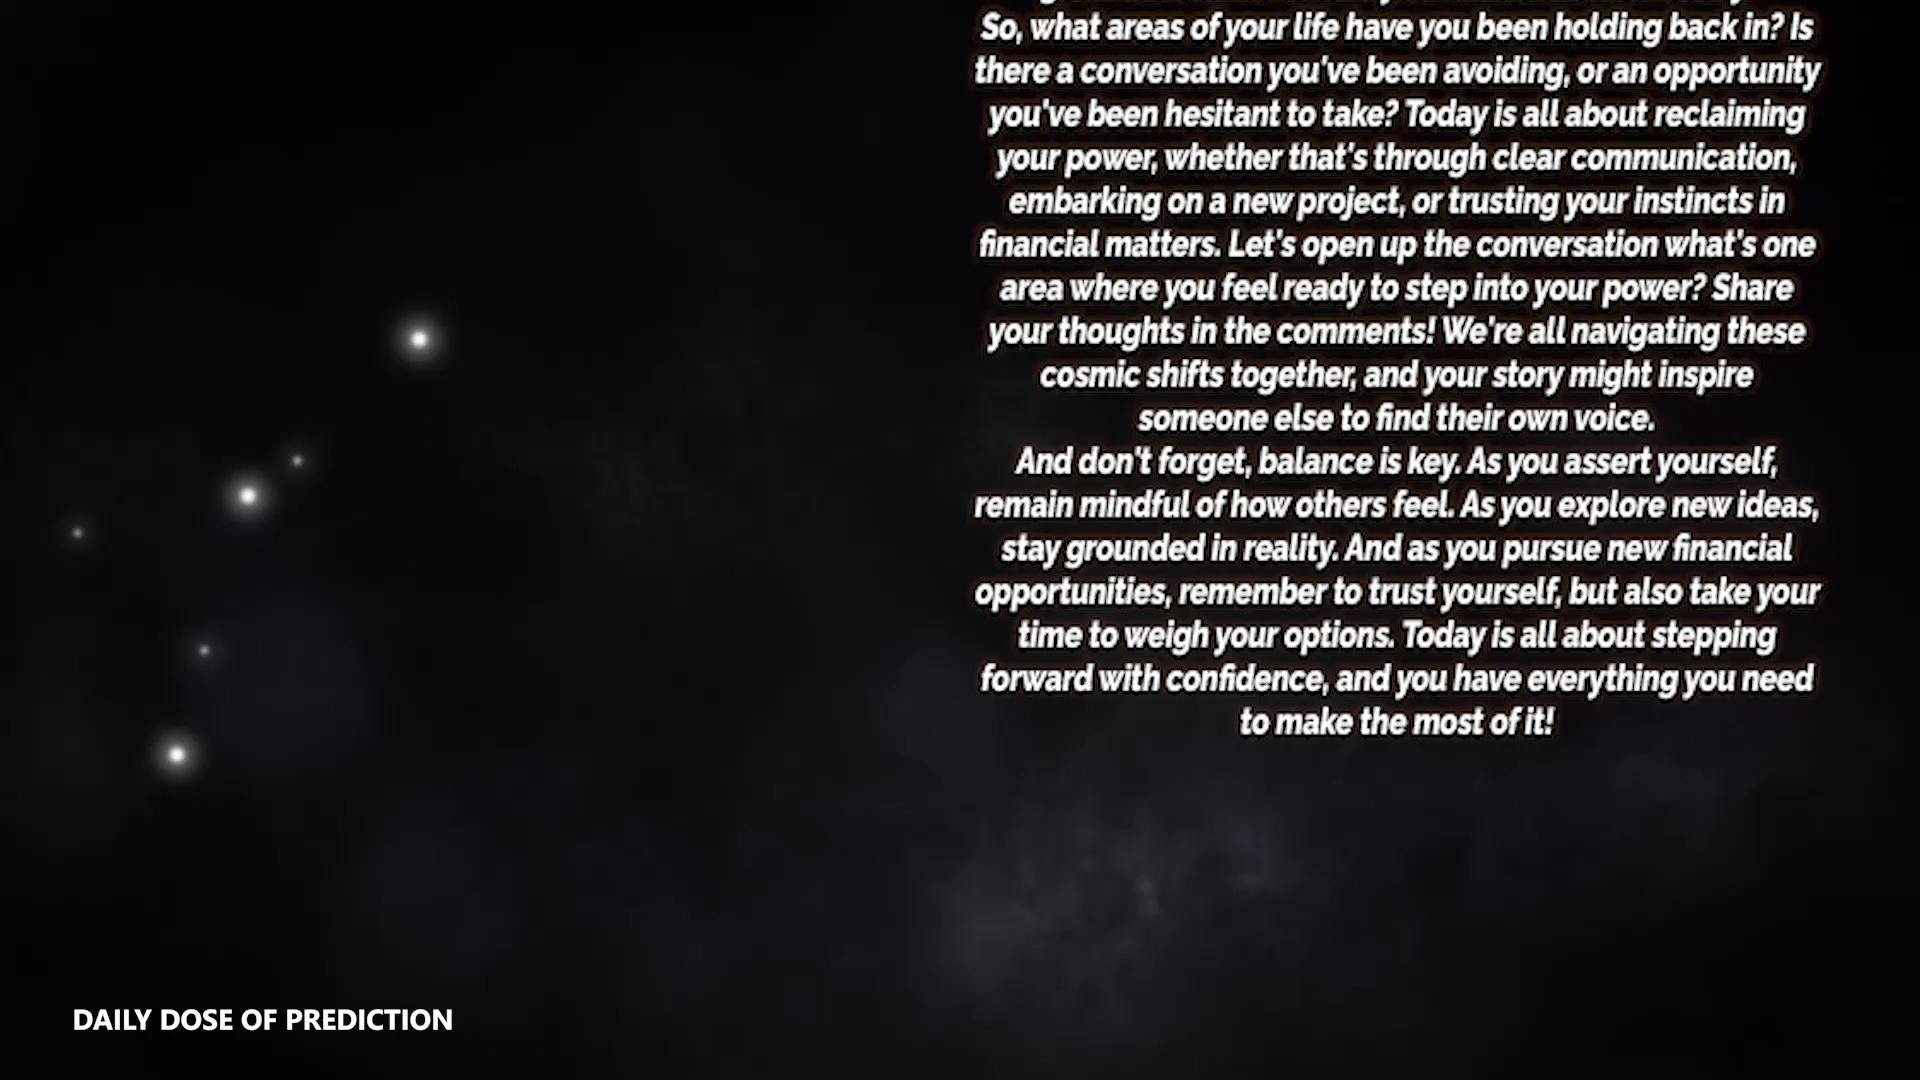 So, what areas of your life have you been holding back in? Is
there a conversation you've been avoiding, or an opportunity
you've been hesitant to take? Today is all about reclaiming
your power, whether that's through clear communication,
embarking on a new project, or trusting your instincts in
financial matters. Let's open up the conversation what's one
area where you feel ready to step into your power? Share
your thoughts in the comments! We're all navigating these
cosmic shifts together, and your story might inspire
someone else to find their own voice.
And don't forget, balance is key. As you assert yourself,
remain mindful of how others feel. As you explore new ideas,
stay grounded in reality. And as you pursue new financial
opportunities, remember to trust yourself, but also take your
time to weigh your options. Today is all about stepping
forward with confidence, and you have everything you need
to make the most of it!
DAILY DOSE OF PREDICTION